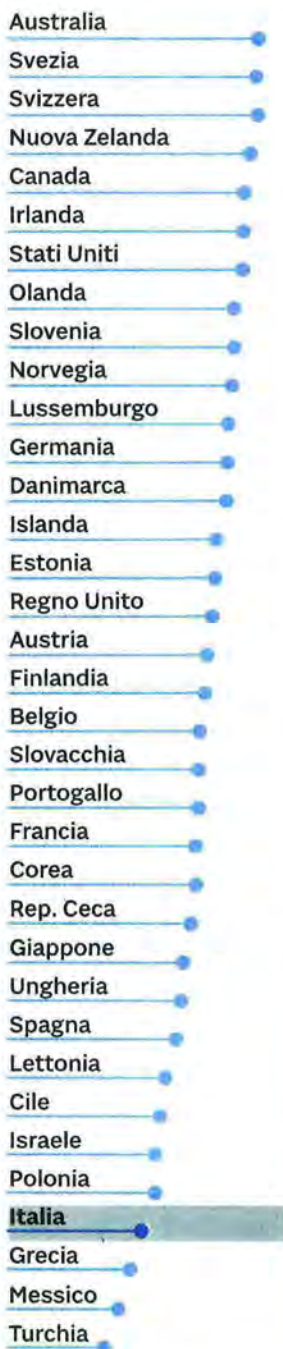 Australia
Svezia
Svizzera
Nuova Zelanda
Canada
Irlanda
Stati Uniti
Olanda
Slovenia
Norvegia
Lussemburgo
Germania
Danimarca
Islanda
Estonia
Regno Unito
Austria
Finlandia
Belgio
Slovacchia
Portogallo
Francia
Corea
Rep. Ceca
Giappone
Ungheria
Spagna
Lettonia
Cile
Israele
Polonia
Italia
Grecia
Messico
Turchia